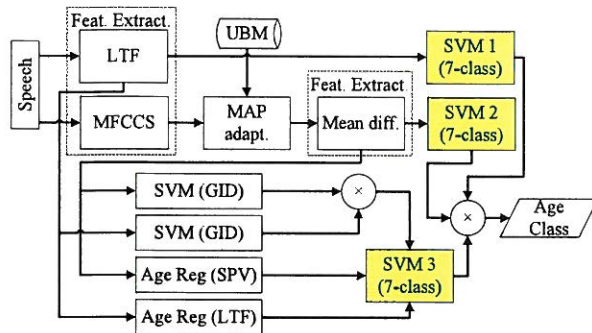 Feat. Extract.
Speech
LTF
MFCCS
UBM
MAP
adapt.
Feat. Extract
Mean diff.
SVM 1
(7-class)
SVM 2
(7-class)
SVM (GID)
SVM (GID)
Age Reg (SPV)
Age Reg (LTF)
×
SVM 3
(7-class)
×
Age
Class